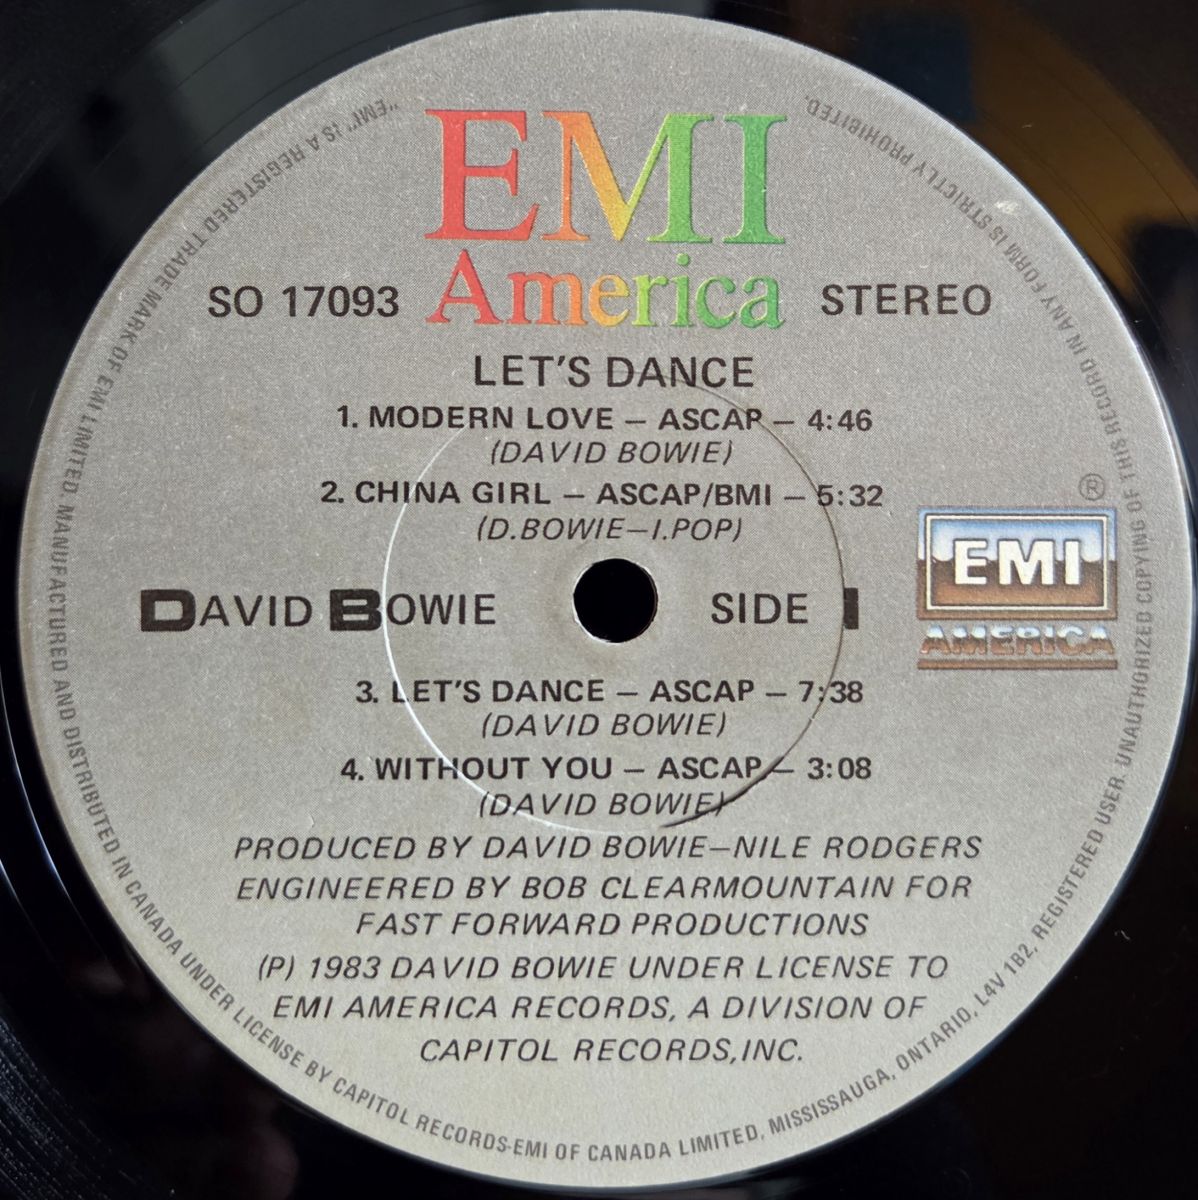 EMI
America
SO 17093
STEREO
LET'S DANCE
1. MODERN LOVE – ASCAP – 4:46
(DAVID BOWIE)
2. CHINA GIRL – ASCAP/BMI – 5:32
(D.BOWIE–I.POP)
DAVID BOWIE
SIDE 1
®
EMI
AMERICA
3. LET'S DANCE – ASCAP – 7:38
(DAVID BOWIE)
4. WITHOUT YOU – ASCAP – 3:08
(DAVID BOWIE)
PRODUCED BY DAVID BOWIE–NILE RODGERS
ENGINEERED BY BOB CLEARMOUNTAIN FOR
FAST FORWARD PRODUCTIONS
(P) 1983 DAVID BOWIE UNDER LICENSE TO
EMI AMERICA RECORDS, A DIVISION OF
CAPITOL RECORDS,INC.
"EMI" IS A REGISTERED TRADE MARK OF EMI LIMITED. MANUFACTURED AND DISTRIBUTED IN CANADA UNDER LICENSE BY CAPITOL RECORDS-EMI OF CANADA LIMITED, MISSISSAUGA, ONTARIO, L4V 1B2, REGISTERED USER. UNAUTHORIZED COPYING OF THIS RECORD IN ANY FORM IS STRICTLY PROHIBITED.